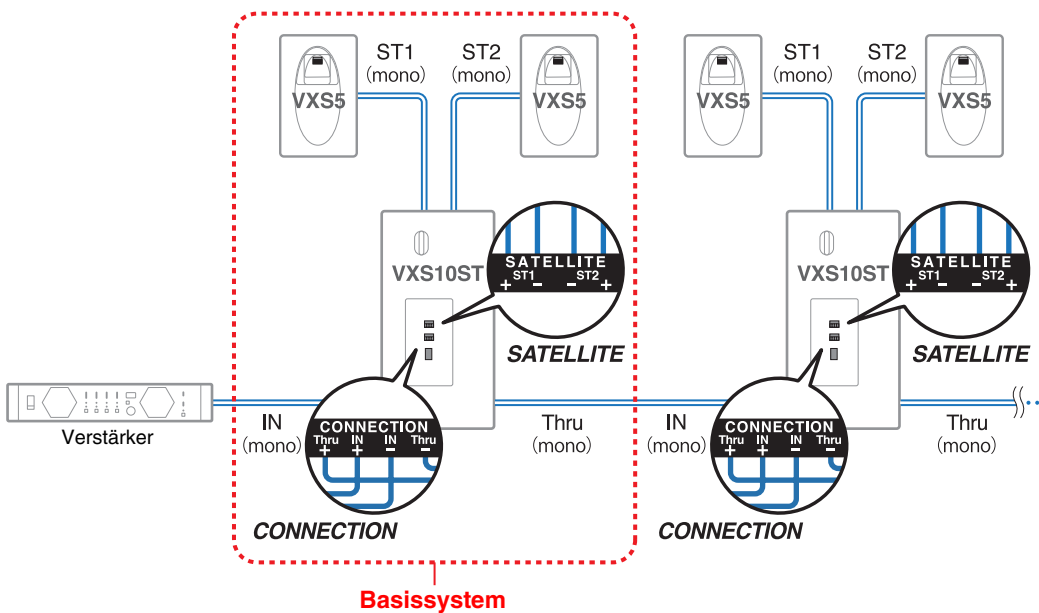 ST1
(mono)
ST2
(mono)
ST1
(mono)
ST2
(mono)
VXS5
VXS5
VXS5
VXS5
VXS10ST
SATELLITE
ST1 ST2
+ − − +
SATELLITE
VXS10ST
SATELLITE
ST1 ST2
+ − − +
SATELLITE
Verstärker
IN
(mono)
CONNECTION
Thru IN IN Thru
+ + − −
CONNECTION
Thru
(mono)
IN
(mono)
CONNECTION
Thru IN IN Thru
+ + − −
CONNECTION
Thru
(mono)
Basissystem